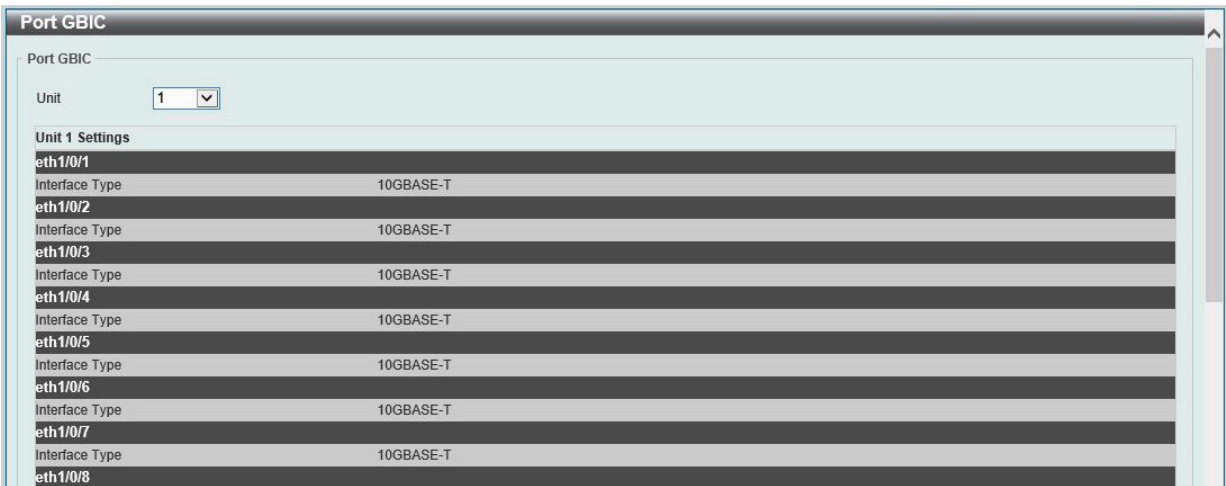 Port GBIC
Port GBIC
Unit 1
Unit 1 Settings
eth1/0/1
Interface Type 10GBASE-T
eth1/0/2
Interface Type 10GBASE-T
eth1/0/3
Interface Type 10GBASE-T
eth1/0/4
Interface Type 10GBASE-T
eth1/0/5
Interface Type 10GBASE-T
eth1/0/6
Interface Type 10GBASE-T
eth1/0/7
Interface Type 10GBASE-T
eth1/0/8